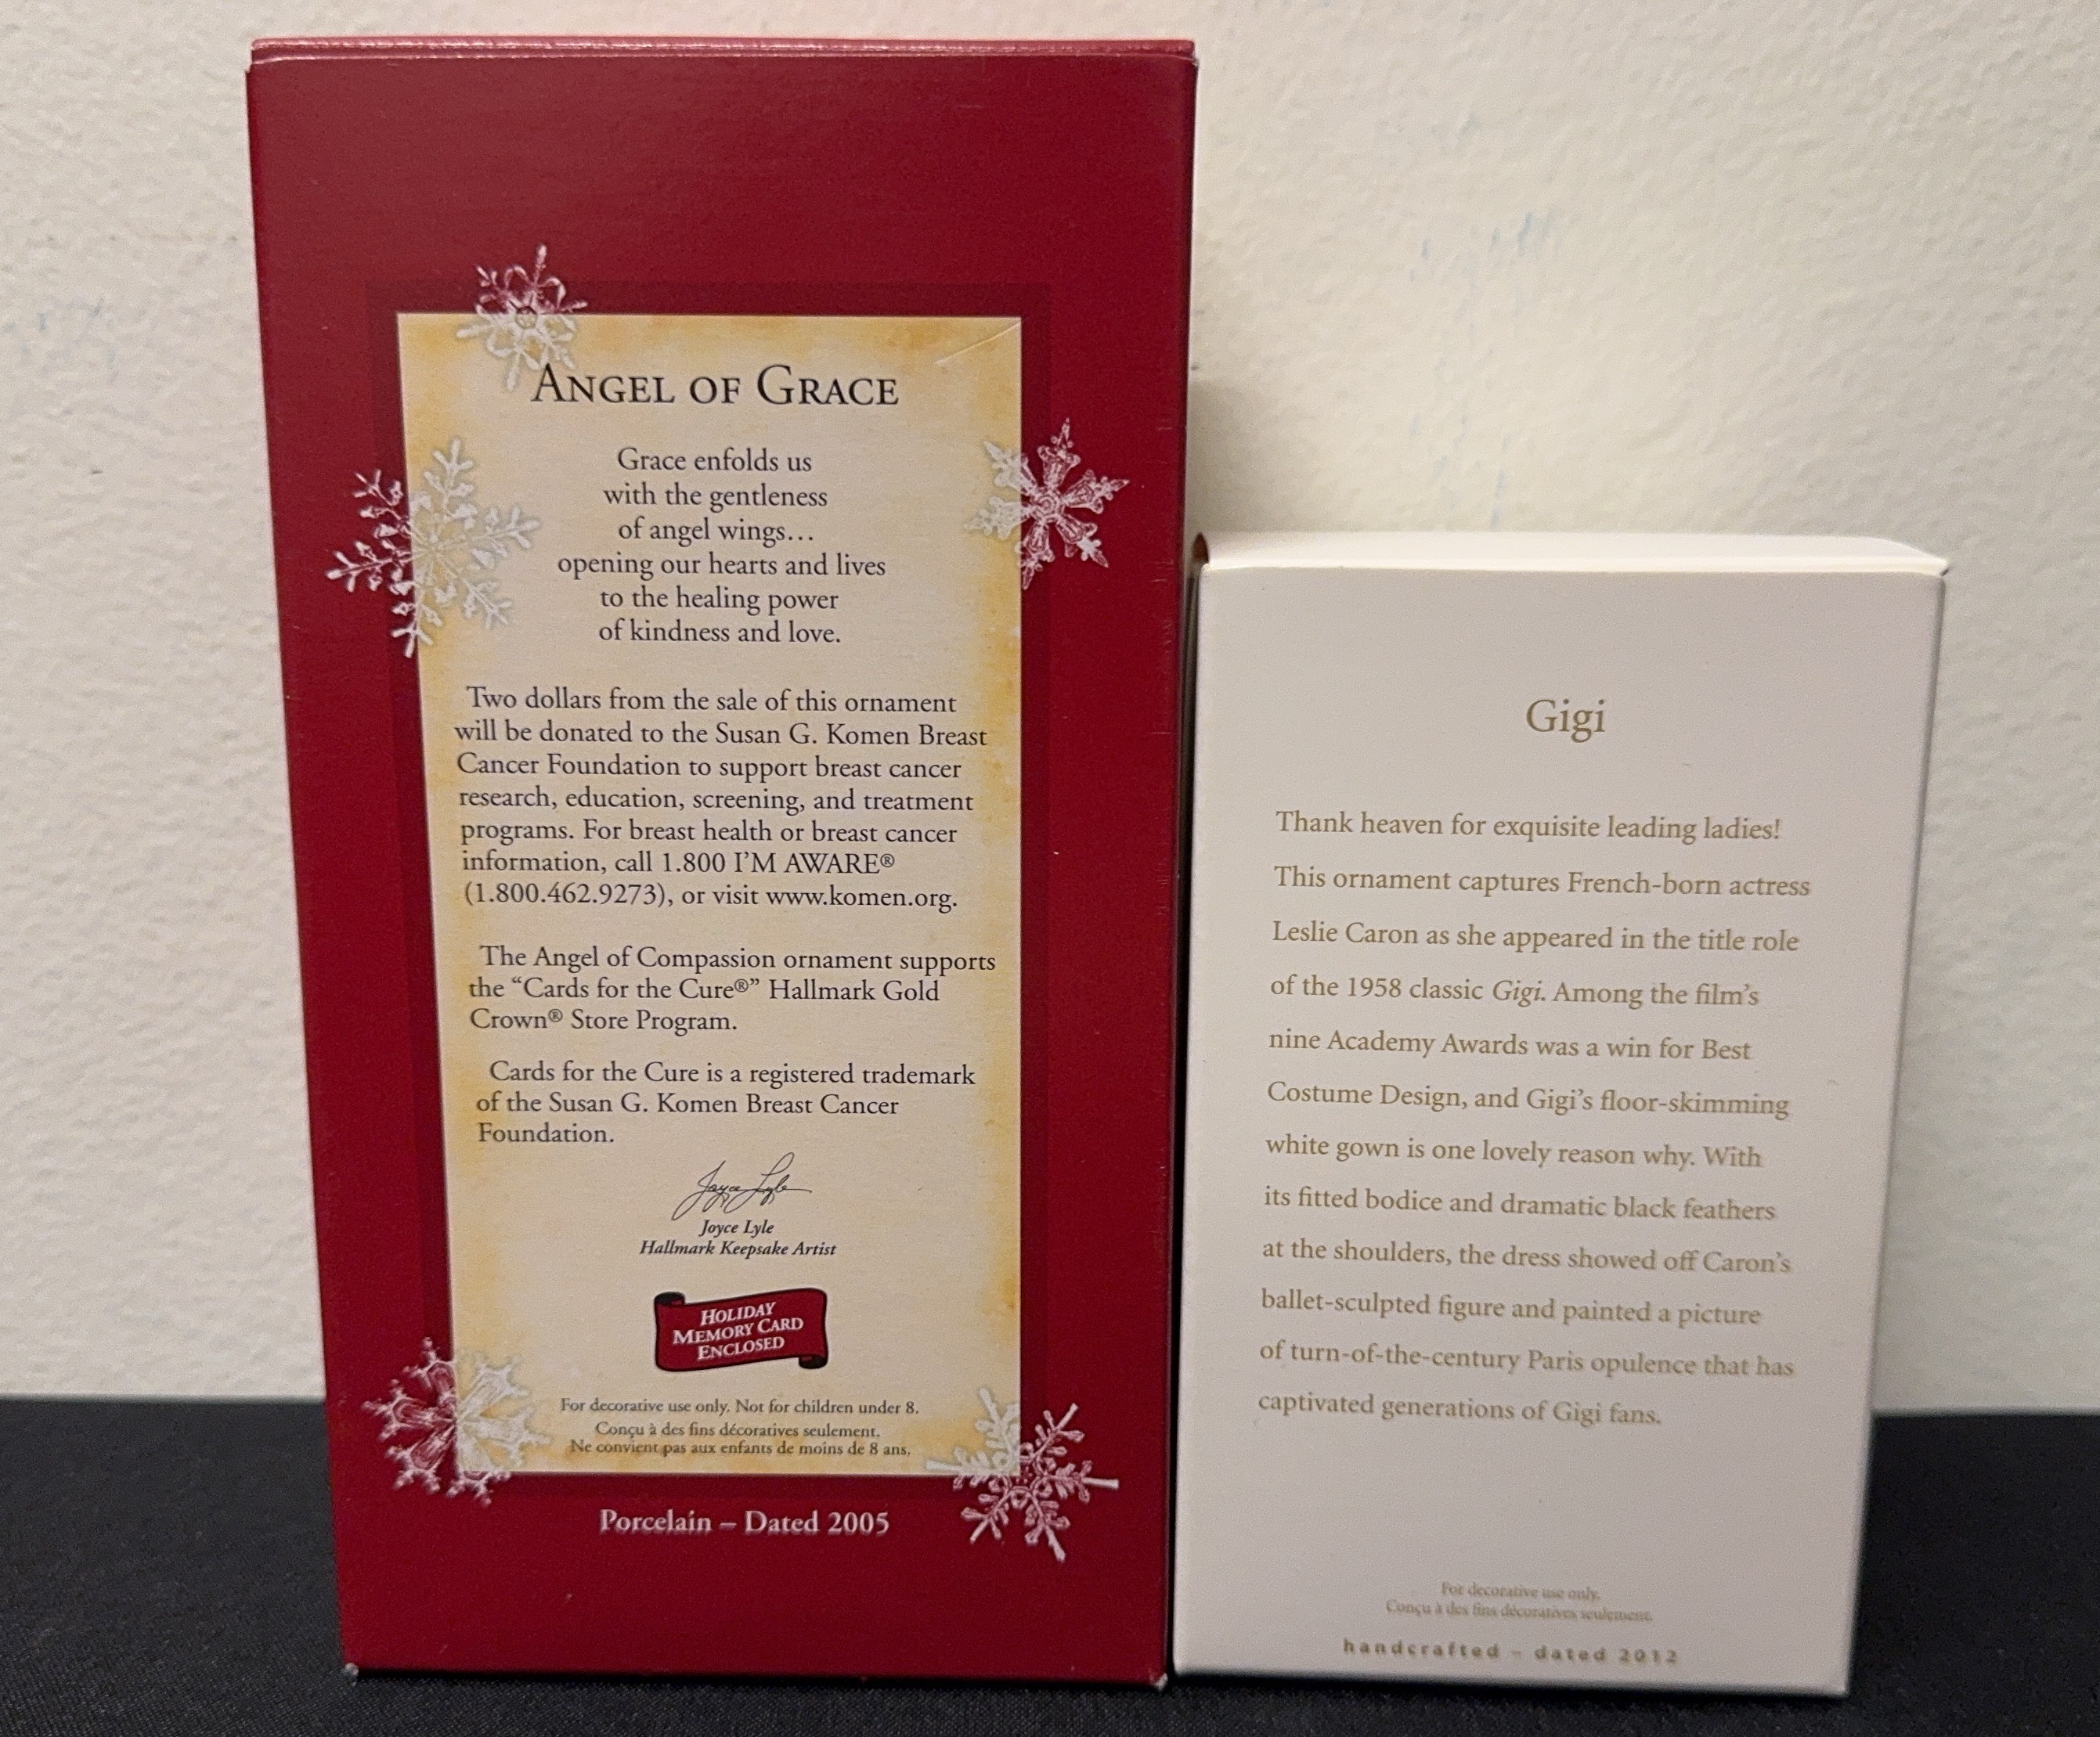 ANGEL OF GRACE
Grace enfolds us
with the gentleness
of angel wings…
opening our hearts and lives
to the healing power
of kindness and love.
Two dollars from the sale of this ornament
will be donated to the Susan G. Komen Breast
Cancer Foundation to support breast cancer
research, education, screening, and treatment
programs. For breast health or breast cancer
information, call 1.800 I'M AWARE®
(1.800.462.9273), or visit www.komen.org.
The Angel of Compassion ornament supports
the “Cards for the Cure®” Hallmark Gold
Crown® Store Program.
Cards for the Cure is a registered trademark
of the Susan G. Komen Breast Cancer
Foundation.
Joyce Lyle
Joyce Lyle
Hallmark Keepsake Artist
HOLIDAY
MEMORY CARD
ENCLOSED
For decorative use only. Not for children under 8.
Conçu à des fins décoratives seulement.
Ne convient pas aux enfants de moins de 8 ans.
Porcelain – Dated 2005
Gigi
Thank heaven for exquisite leading ladies!
This ornament captures French-born actress
Leslie Caron as she appeared in the title role
of the 1958 classic Gigi. Among the film’s
nine Academy Awards was a win for Best
Costume Design, and Gigi’s floor-skimming
white gown is one lovely reason why. With
its fitted bodice and dramatic black feathers
at the shoulders, the dress showed off Caron’s
ballet-sculpted figure and painted a picture
of turn-of-the-century Paris opulence that has
captivated generations of Gigi fans.
For decorative use only.
Conçu à des fins décoratives seulement.
handcrafted – dated 2012